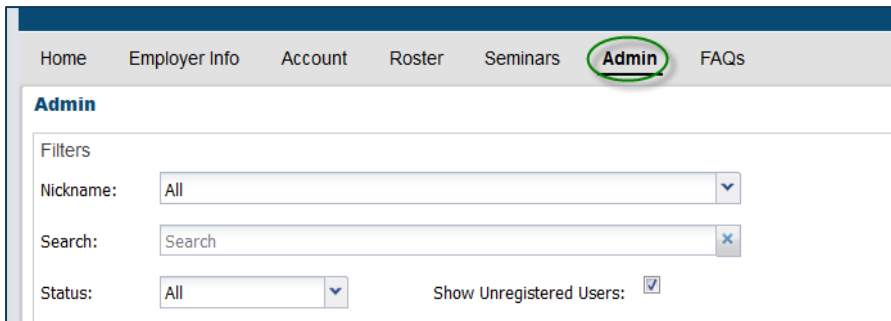 Home Employer Info Account Roster Seminars Admin FAQs
Admin
Filters
Nickname: All
Search: Search
Status: All Show Unregistered Users: